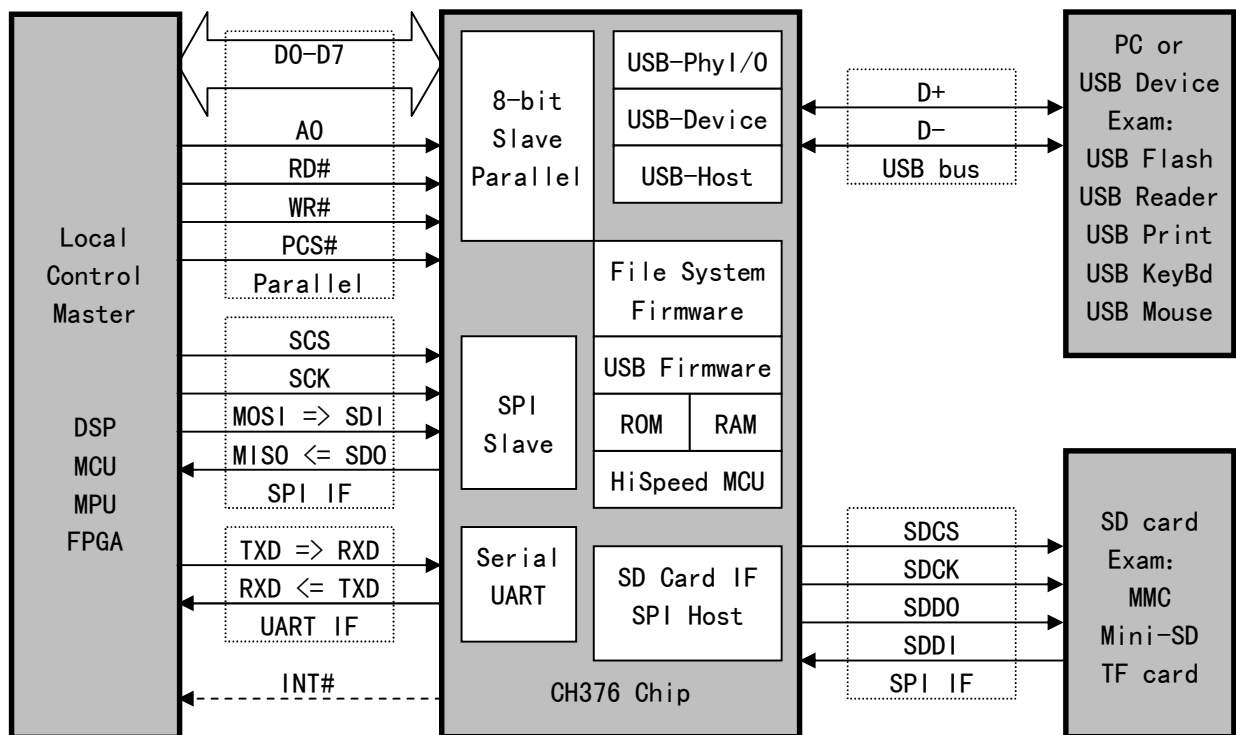 Local
Control
Master
DSP
MCU
MPU
FPGA
D0-D7
A0
RD#
WR#
PCS#
Parallel
SCS
SCK
MOSI => SDI
MISO <= SDO
SPI IF
TXD => RXD
RXD <= TXD
UART IF
INT#
8-bit
Slave
Parallel
SPI
Slave
Serial
UART
USB-PhyI/O
USB-Device
USB-Host
File System
Firmware
USB Firmware
ROM
RAM
HiSpeed MCU
SD Card IF
SPI Host
CH376 Chip
D+
D-
USB bus
SDCS
SDCK
SDDO
SDDI
SPI IF
PC or
USB Device
Exam:
USB Flash
USB Reader
USB Print
USB KeyBd
USB Mouse
SD card
Exam:
MMC
Mini-SD
TF card